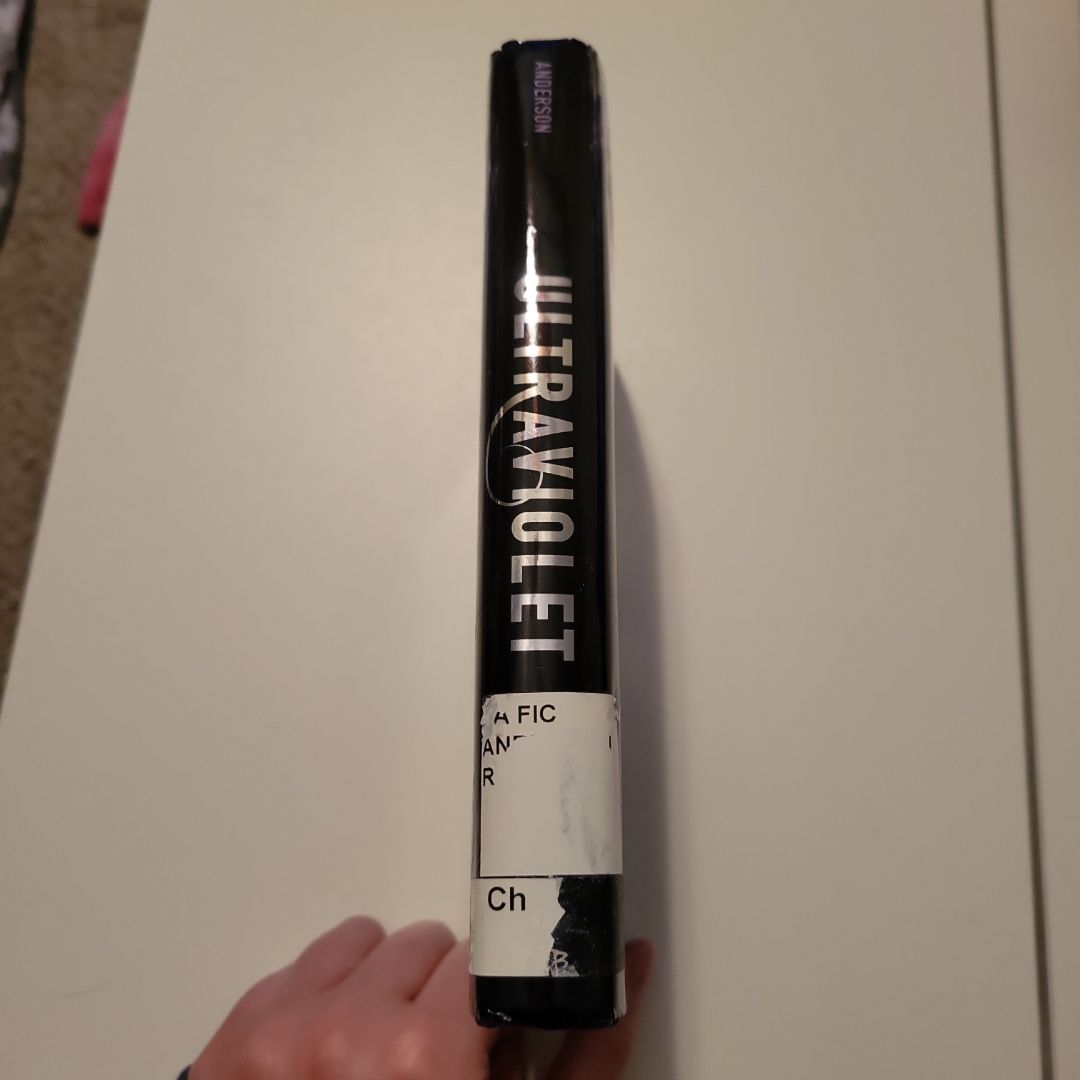 ANDERSON
ULTRAVIOLET
A FIC
R
Ch
B